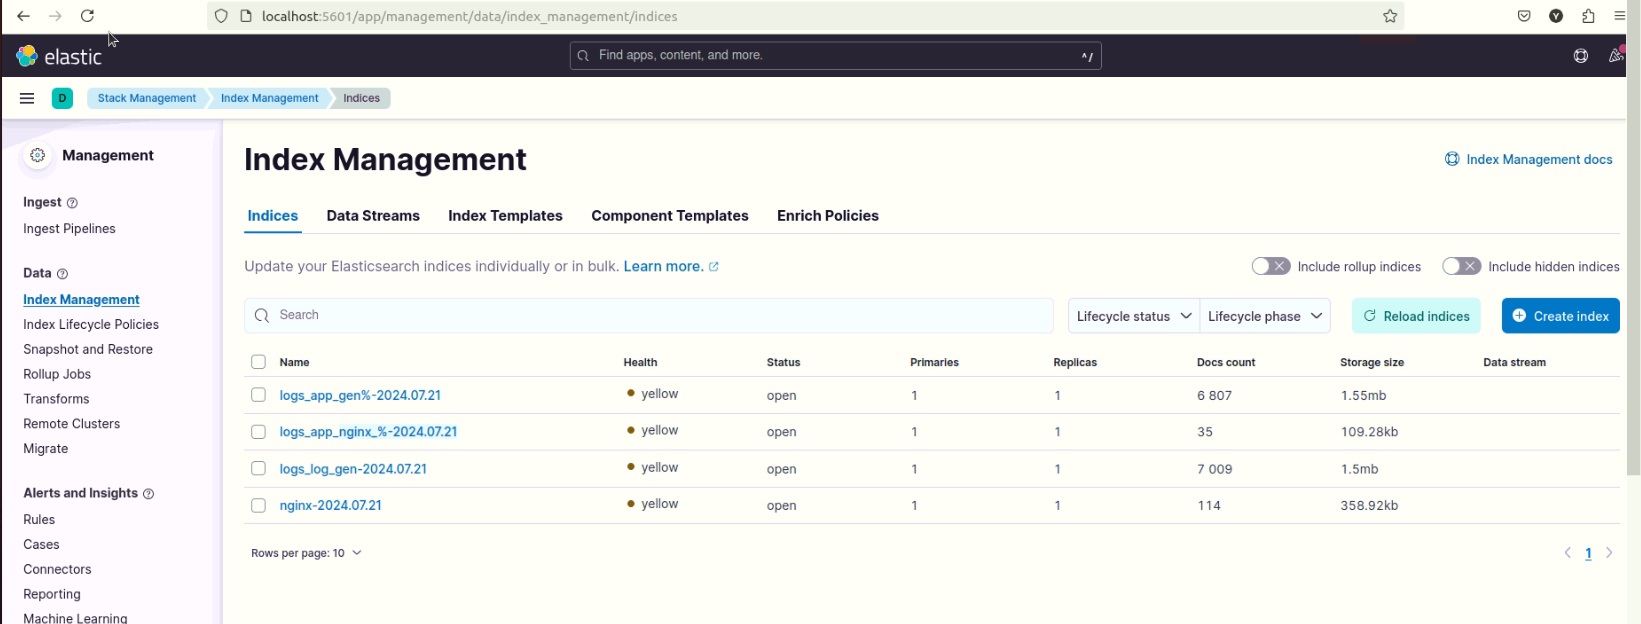 localhost:5601/app/management/data/index_management/indices
elastic
Find apps, content, and more. ^/
D Stack Management Index Management Indices
Management
Ingest
Ingest Pipelines
Data
Index Management
Index Lifecycle Policies
Snapshot and Restore
Rollup Jobs
Transforms
Remote Clusters
Migrate
Alerts and Insights
Rules
Cases
Connectors
Reporting
Machine Learning
Index Management
Index Management docs
Indices Data Streams Index Templates Component Templates Enrich Policies
Update your Elasticsearch indices individually or in bulk. Learn more.
Include rollup indices Include hidden indices
Search Lifecycle status Lifecycle phase Reload indices Create index
Name Health Status Primaries Replicas Docs count Storage size Data stream
logs_app_gen%-2024.07.21 yellow open 1 1 6 807 1.55mb
logs_app_nginx_%-2024.07.21 yellow open 1 1 35 109.28kb
logs_log_gen-2024.07.21 yellow open 1 1 7 009 1.5mb
nginx-2024.07.21 yellow open 1 1 114 358.92kb
Rows per page: 10
1